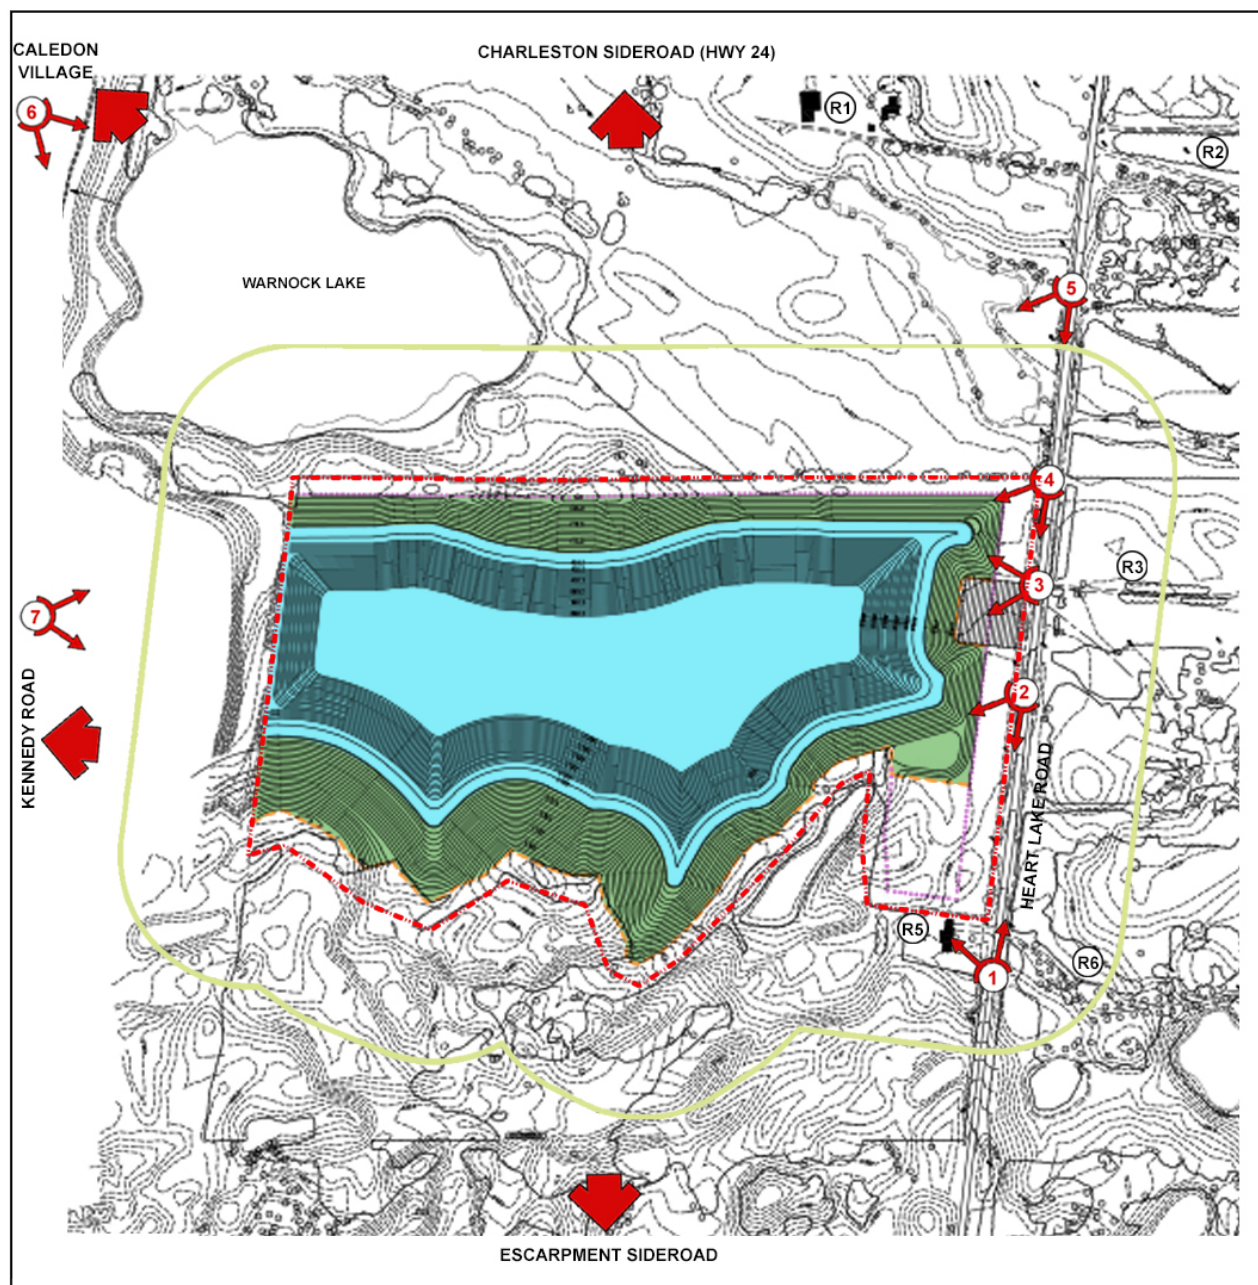 CALEDON
VILLAGE
CHARLESTON SIDEROAD (HWY 24)
6
R1
R2
WARNOCK LAKE
5
4
R3
3
7
2
KENNEDY ROAD
HEART LAKE ROAD
R5
R6
1
ESCARPMENT SIDEROAD